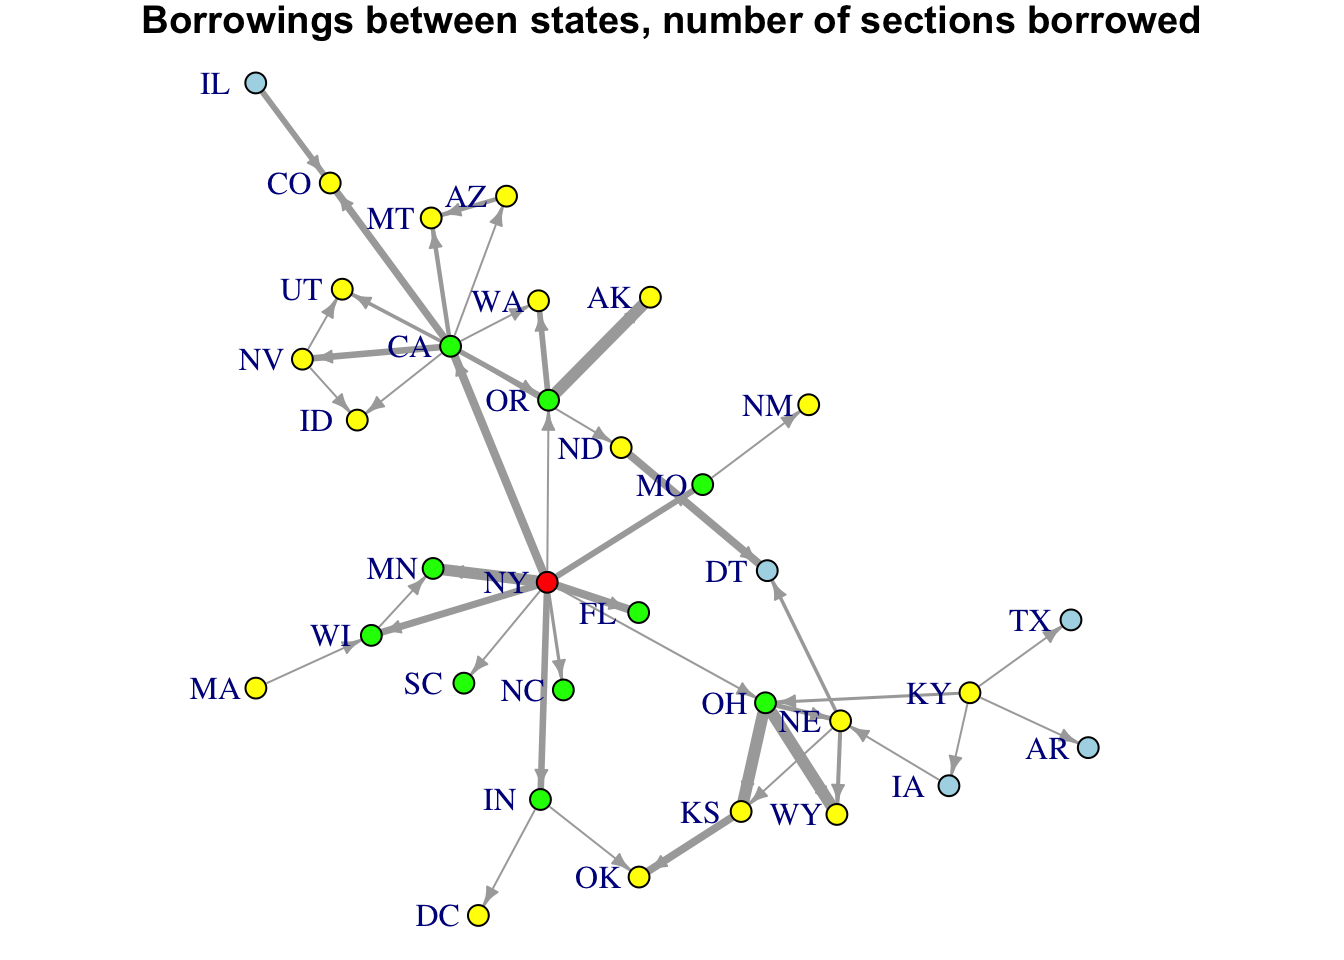 Borrowings between states, number of sections borrowed
IL
CO
AZ
MT
UT
WA
AK
CA
NV
OR
NM
ID
ND
MO
MN
NY
DT
FL
TX
WI
MA
SC
NC
OH
NE
KY
AR
IA
IN
KS
WY
OK
DC